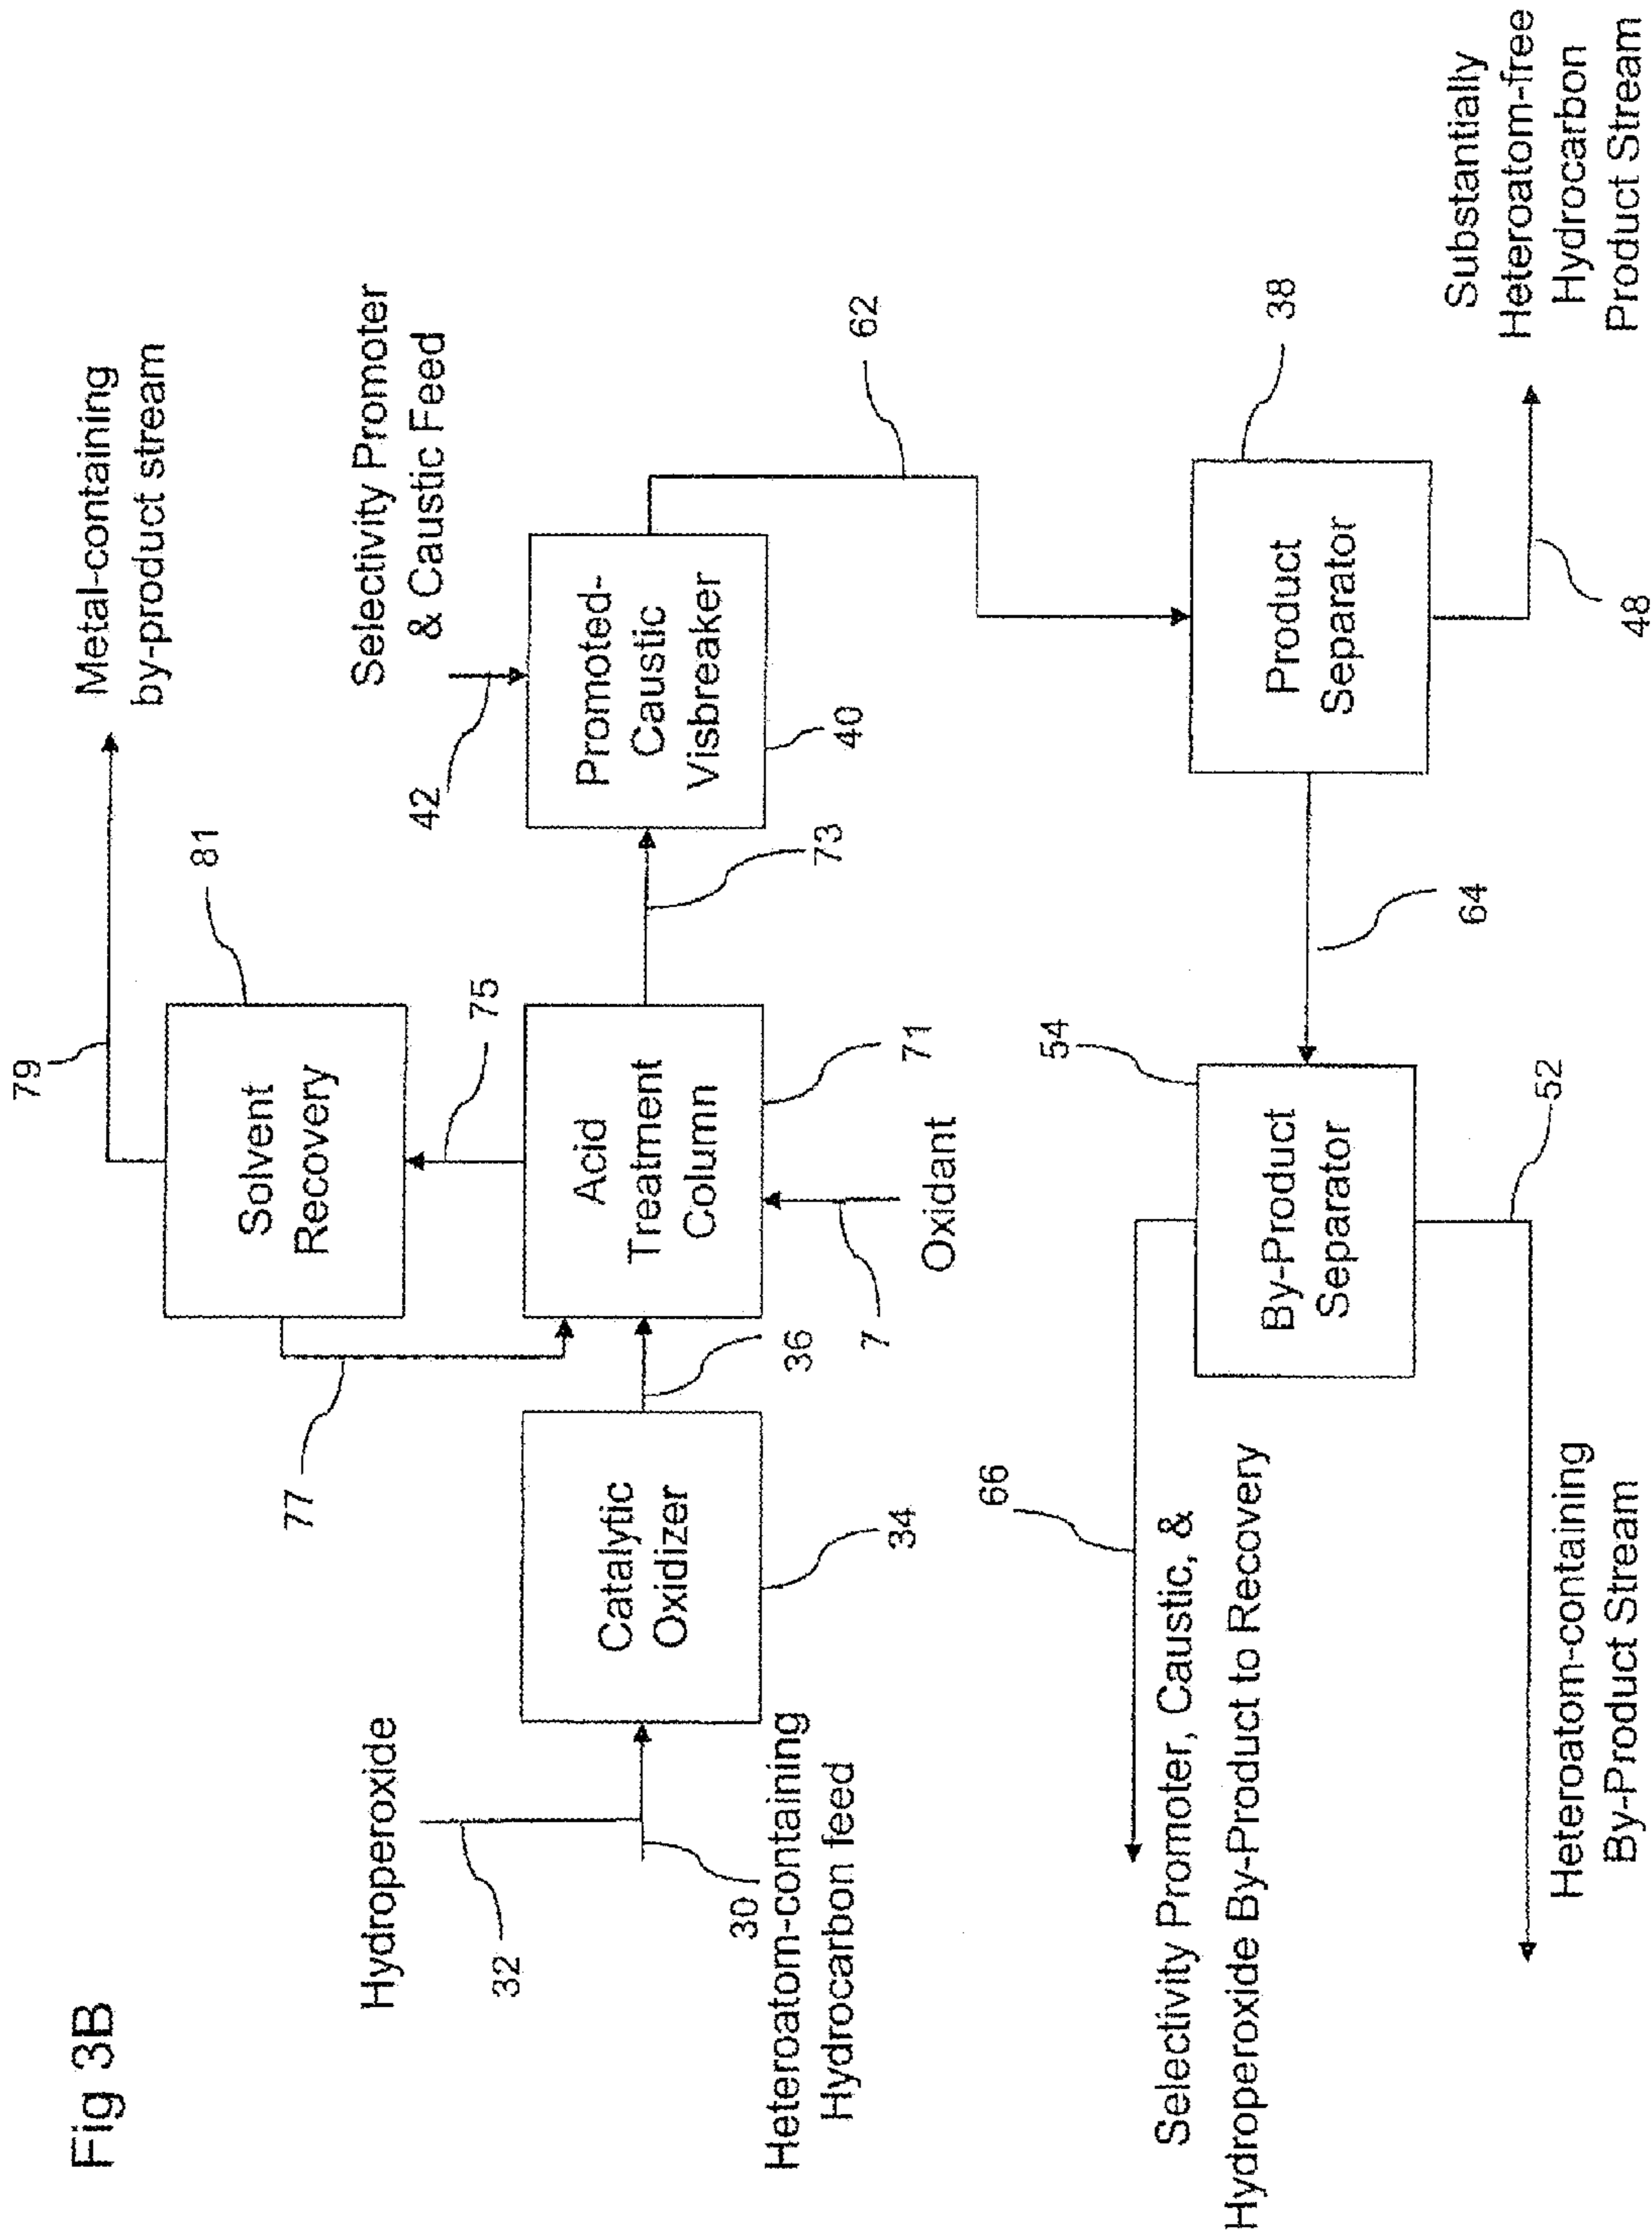 Fig 3B
79
Metal-containing
by-product stream
81
Solvent
Recovery
77
75
Hydroperoxide
32
Selectivity Promoter
& Caustic Feed
42
Catalytic
Oxidizer
Acid
Treatment
Column
Promoted-
Caustic
Visbreaker
30
Heteroatom-containing
Hydrocarbon feed
34
36
7
Oxidant
71
73
40
62
66
Selectivity Promoter, Caustic, &
Hydroperoxide By-Product to Recovery
54
By-Product
Separator
64
Product
Separator
38
52
Heteroatom-containing
By-Product Stream
48
Substantially
Heteroatom-free
Hydrocarbon
Product Stream